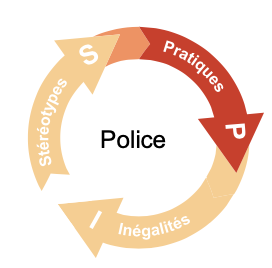 S
Pratiques
P
Stéréotypes
Police
I
Inégalités